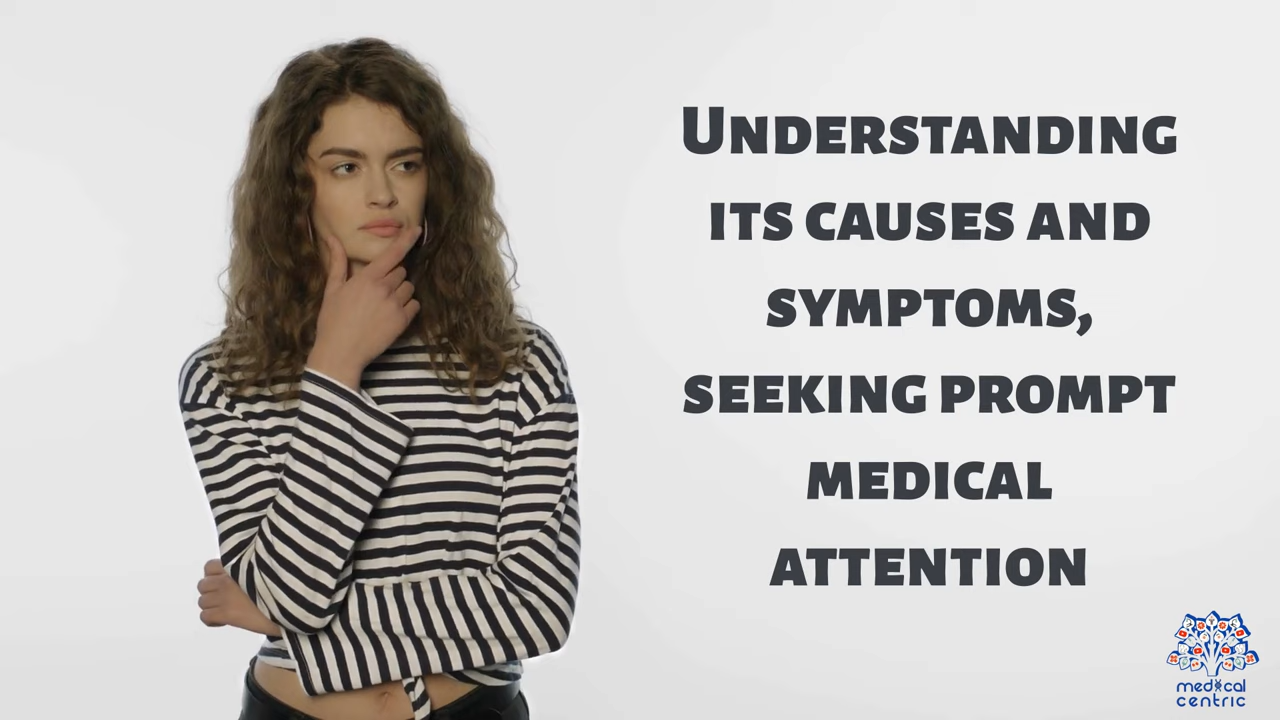 Understanding
its causes and
symptoms,
seeking prompt
medical
attention
medical
centric